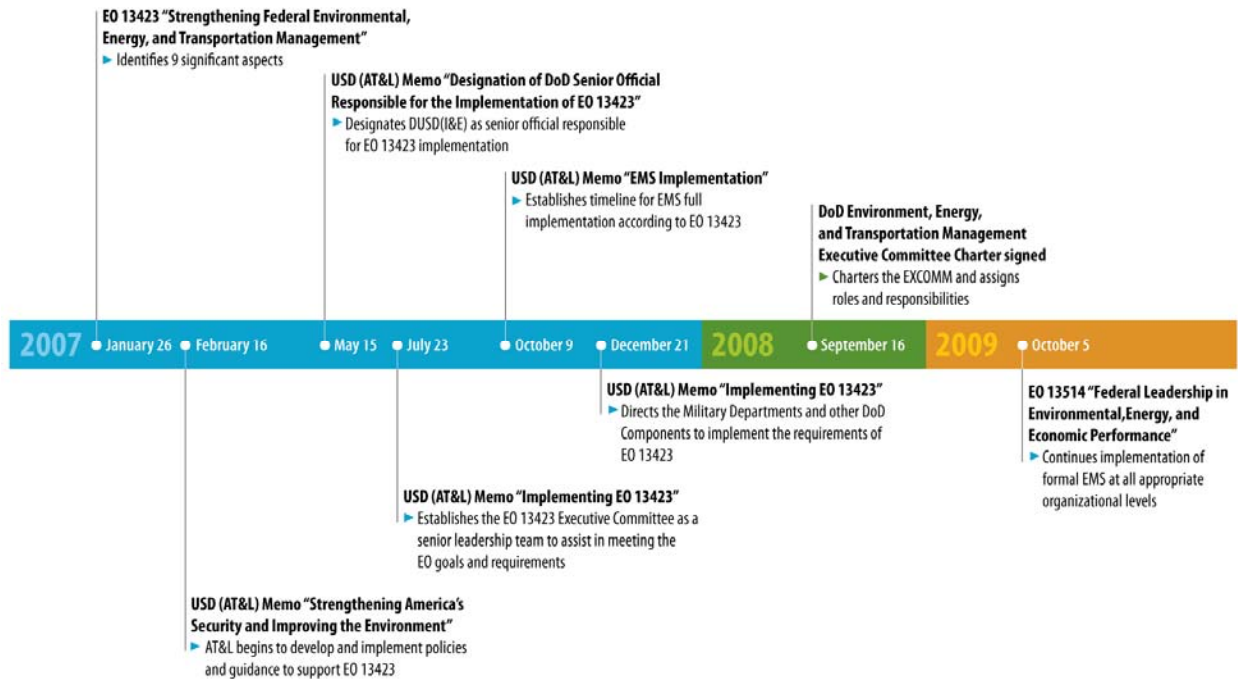 EO 13423 “Strengthening Federal Environmental,
Energy, and Transportation Management”
► Identifies 9 significant aspects
USD (AT&L) Memo “Designation of DoD Senior Official
Responsible for the Implementation of EO 13423”
► Designates DUSD(I&E) as senior official responsible
for EO 13423 implementation
USD (AT&L) Memo “EMS Implementation”
► Establishes timeline for EMS full
implementation according to EO 13423
DoD Environment, Energy,
and Transportation Management
Executive Committee Charter signed
► Charters the EXCOMM and assigns
roles and responsibilities
2007 January 26 February 16 May 15 July 23 October 9 December 21 2008 September 16 2009 October 5
USD (AT&L) Memo “Implementing EO 13423”
► Directs the Military Departments and other DoD
Components to implement the requirements of
EO 13423
EO 13514 “Federal Leadership in
Environmental,Energy, and
Economic Performance”
► Continues implementation of
formal EMS at all appropriate
organizational levels
USD (AT&L) Memo “Implementing EO 13423”
► Establishes the EO 13423 Executive Committee as a
senior leadership team to assist in meeting the
EO goals and requirements
USD (AT&L) Memo “Strengthening America’s
Security and Improving the Environment”
► AT&L begins to develop and implement policies
and guidance to support EO 13423